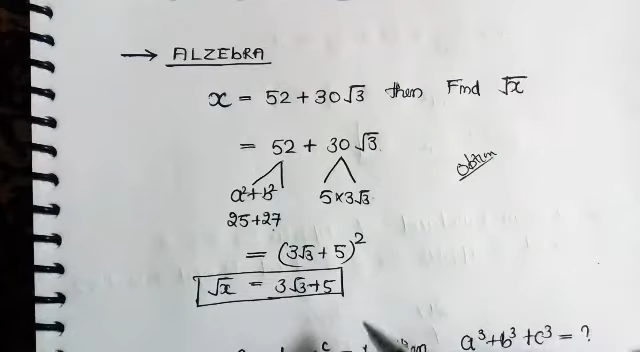 → ALZEBRA
x = 52 + 30√3 then Find √x
= 52 + 30√3
a²+b² 5×3√3
25+27
= (3√3 + 5)²
√x = 3√3+5
a³+b³+c³ = ?